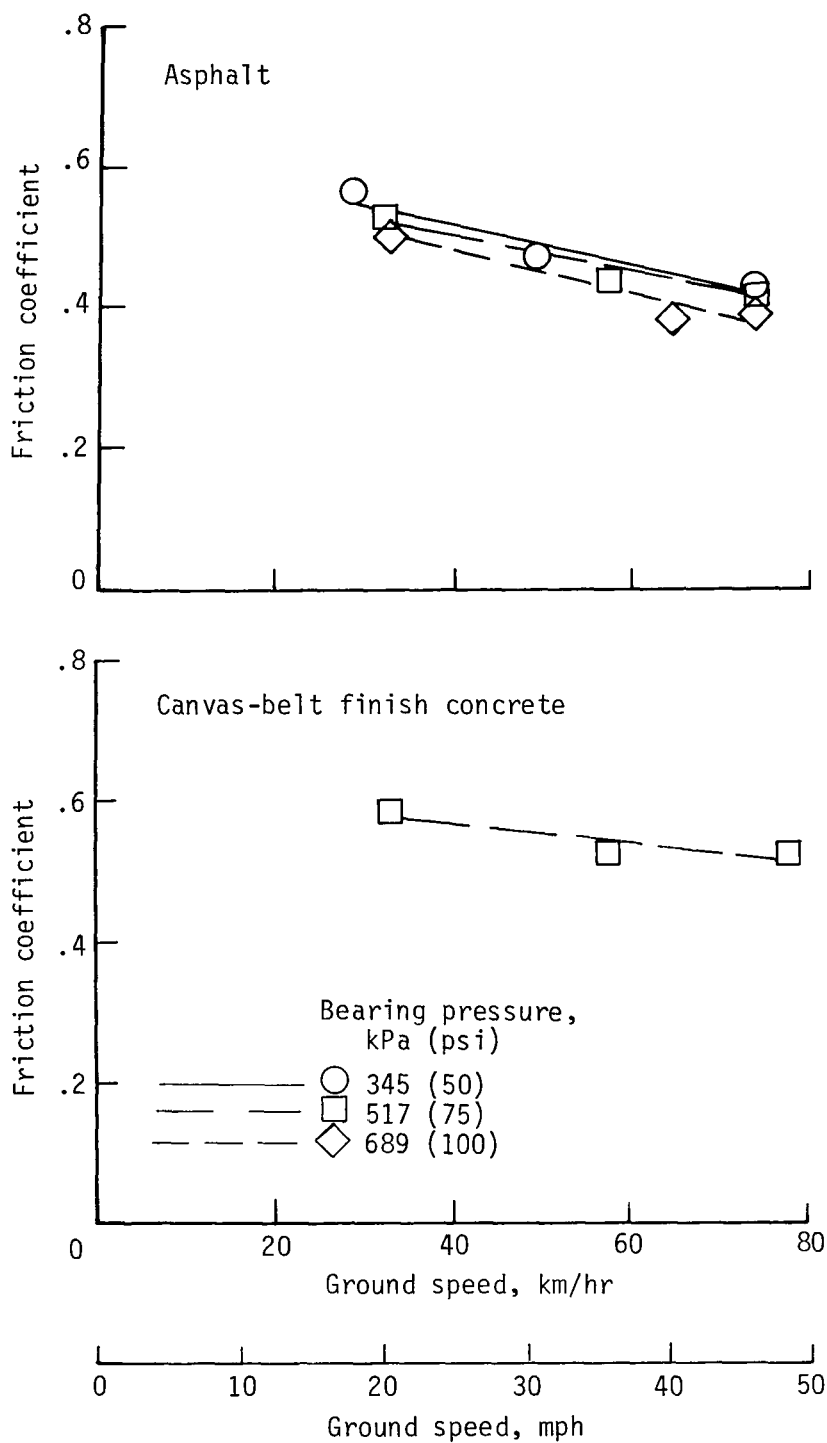 .8
Asphalt
.6
.4
.2
0
Friction coefficient
.8
Canvas-belt finish concrete
.6
.4
.2
Friction coefficient
Bearing pressure,
kPa (psi)
345 (50)
517 (75)
689 (100)
0 20 40 60 80
Ground speed, km/hr
0 10 20 30 40 50
Ground speed, mph